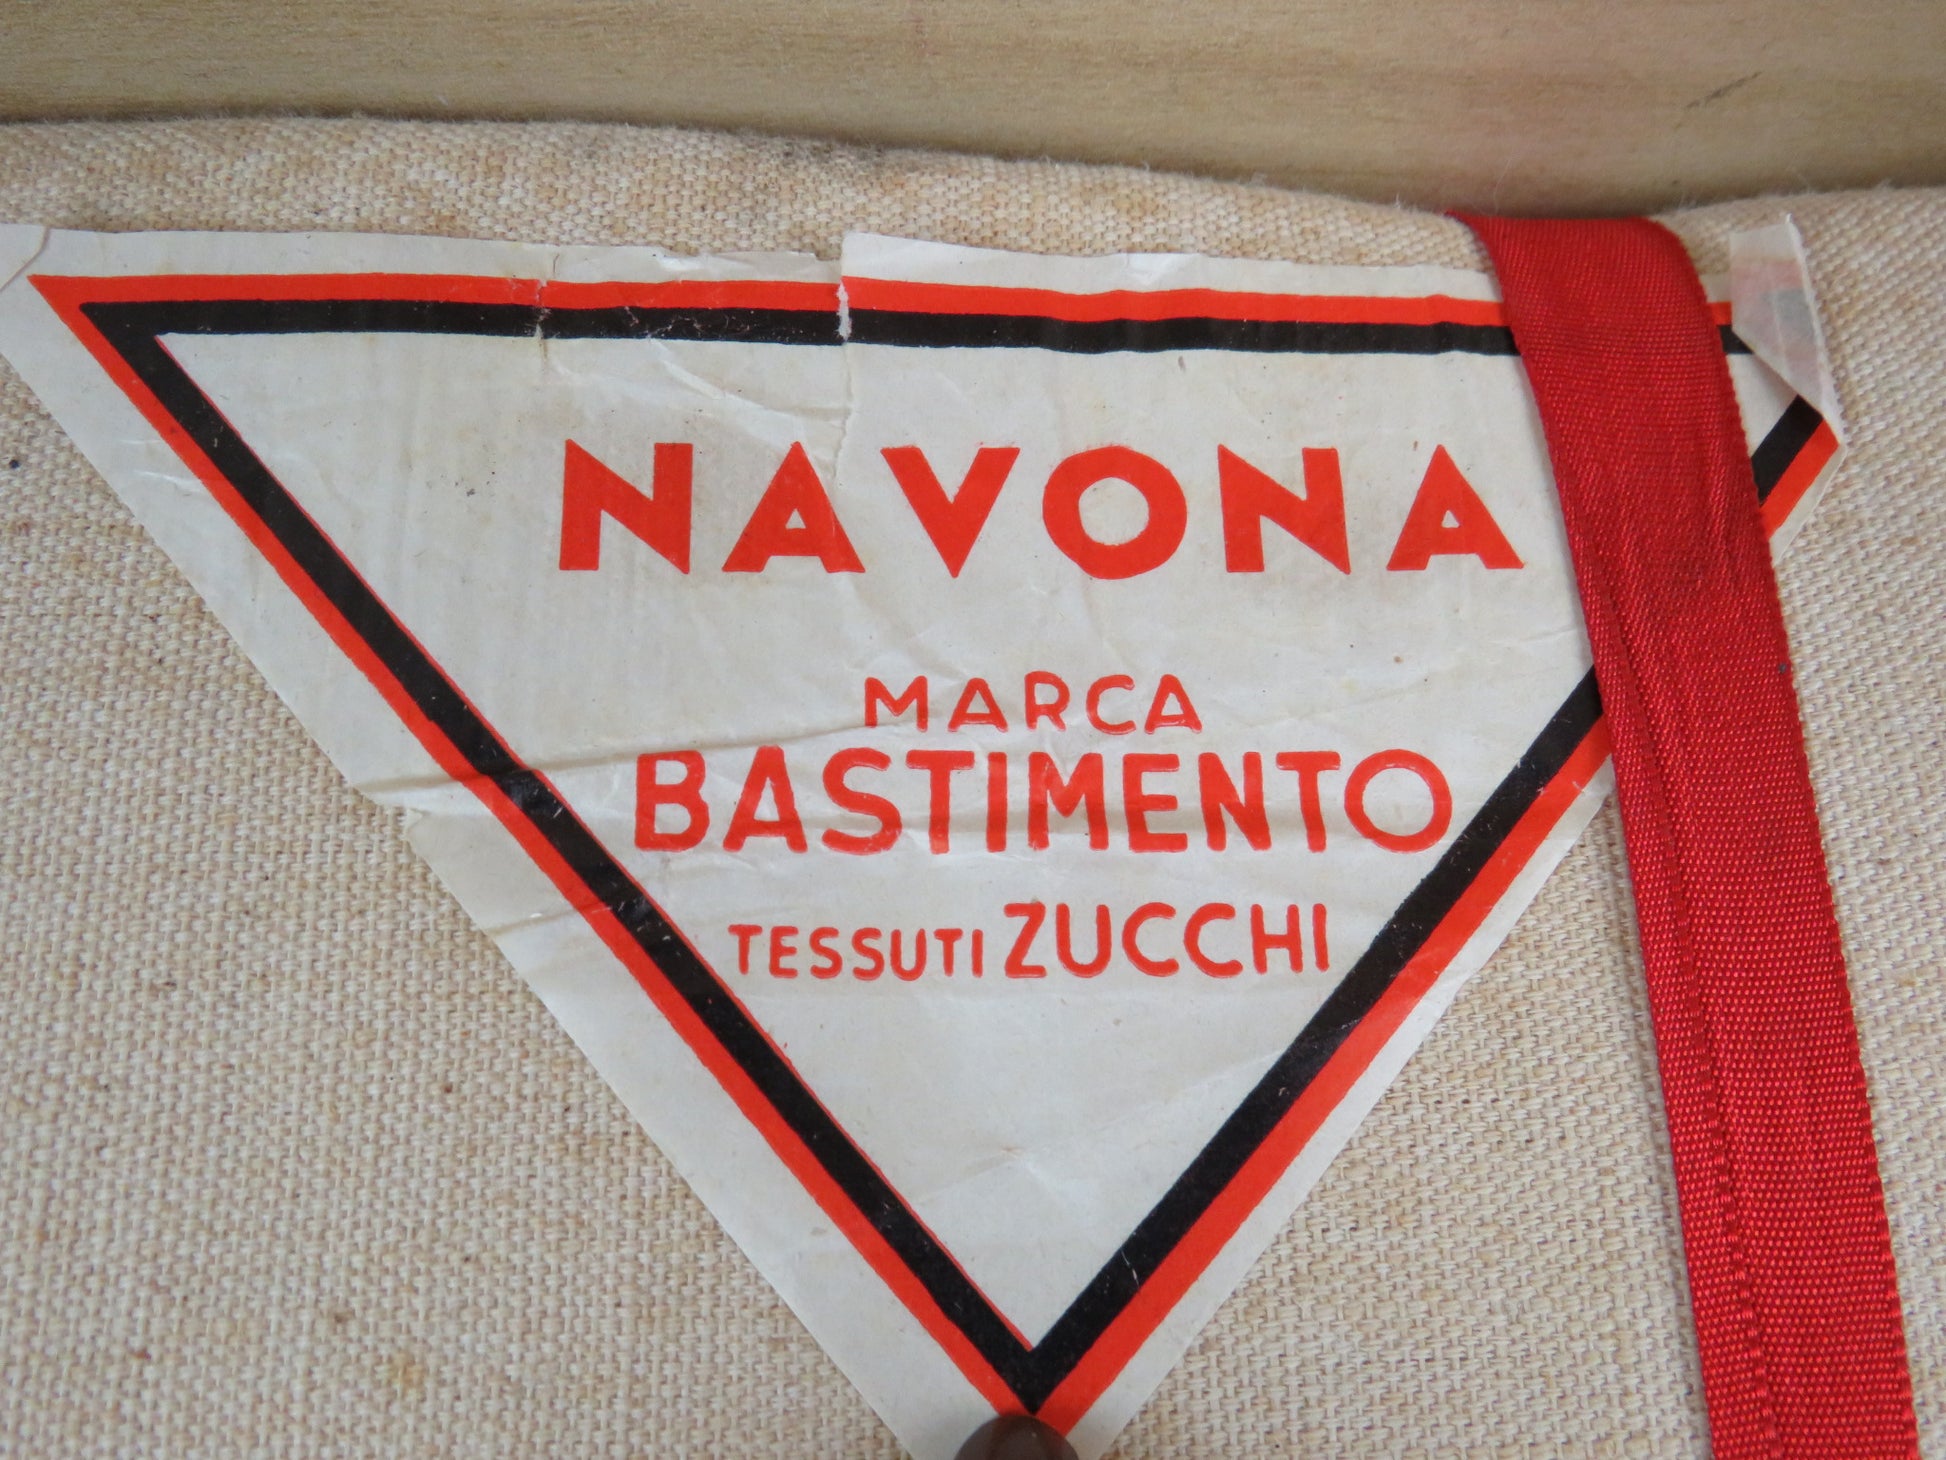 NAVONA
MARCA
BASTIMENTO
TESSUTI ZUCCHI